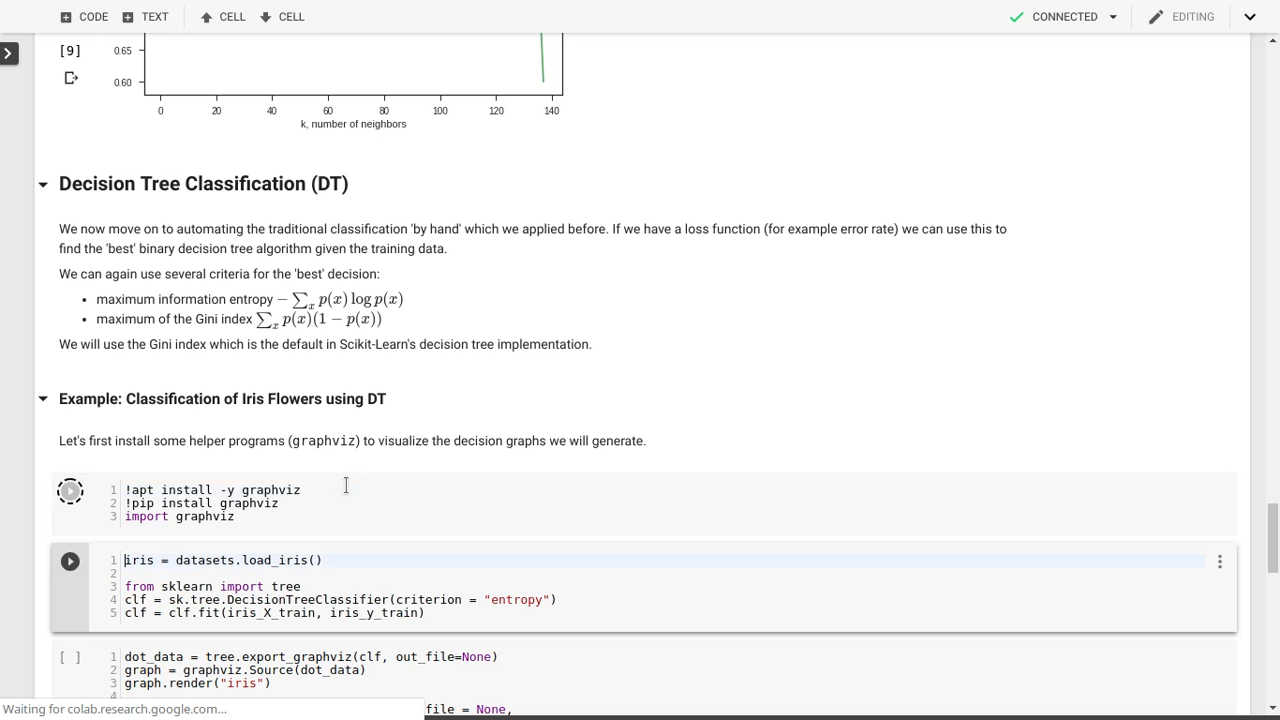 CODE TEXT CELL CELL CONNECTED EDITING
[9]
0.65
0.60
0 20 40 60 80 100 120 140
k, number of neighbors
Decision Tree Classification (DT)
We now move on to automating the traditional classification 'by hand' which we applied before. If we have a loss function (for example error rate) we can use this to
find the 'best' binary decision tree algorithm given the training data.
We can again use several criteria for the 'best' decision:
• maximum information entropy − ∑ₓ p(x) log p(x)
• maximum of the Gini index ∑ₓ p(x)(1 − p(x))
We will use the Gini index which is the default in Scikit-Learn's decision tree implementation.
Example: Classification of Iris Flowers using DT
Let's first install some helper programs (graphviz) to visualize the decision graphs we will generate.
1 !apt install -y graphviz
2 !pip install graphviz
3 import graphviz
1 iris = datasets.load_iris()
2
3 from sklearn import tree
4 clf = sk.tree.DecisionTreeClassifier(criterion = "entropy")
5 clf = clf.fit(iris_X_train, iris_y_train)
[ ] 1 dot_data = tree.export_graphviz(clf, out_file=None)
2 graph = graphviz.Source(dot_data)
3 graph.render("iris")
4
Waiting for colab.research.google.com... file = None,